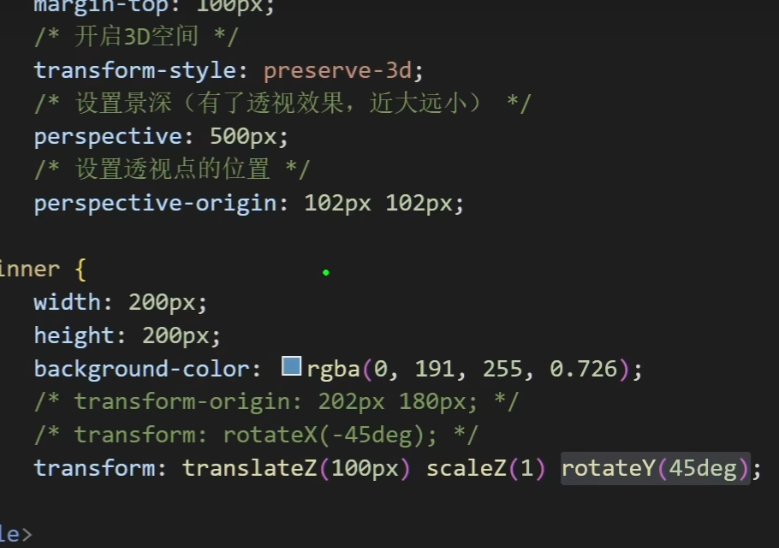 margin-top: 100px;
/* 开启3D空间 */
transform-style: preserve-3d;
/* 设置景深（有了透视效果，近大远小） */
perspective: 500px;
/* 设置透视点的位置 */
perspective-origin: 102px 102px;
inner {
width: 200px;
height: 200px;
background-color: rgba(0, 191, 255, 0.726);
/* transform-origin: 202px 180px; */
/* transform: rotateX(-45deg); */
transform: translateZ(100px) scaleZ(1) rotateY(45deg);
le>